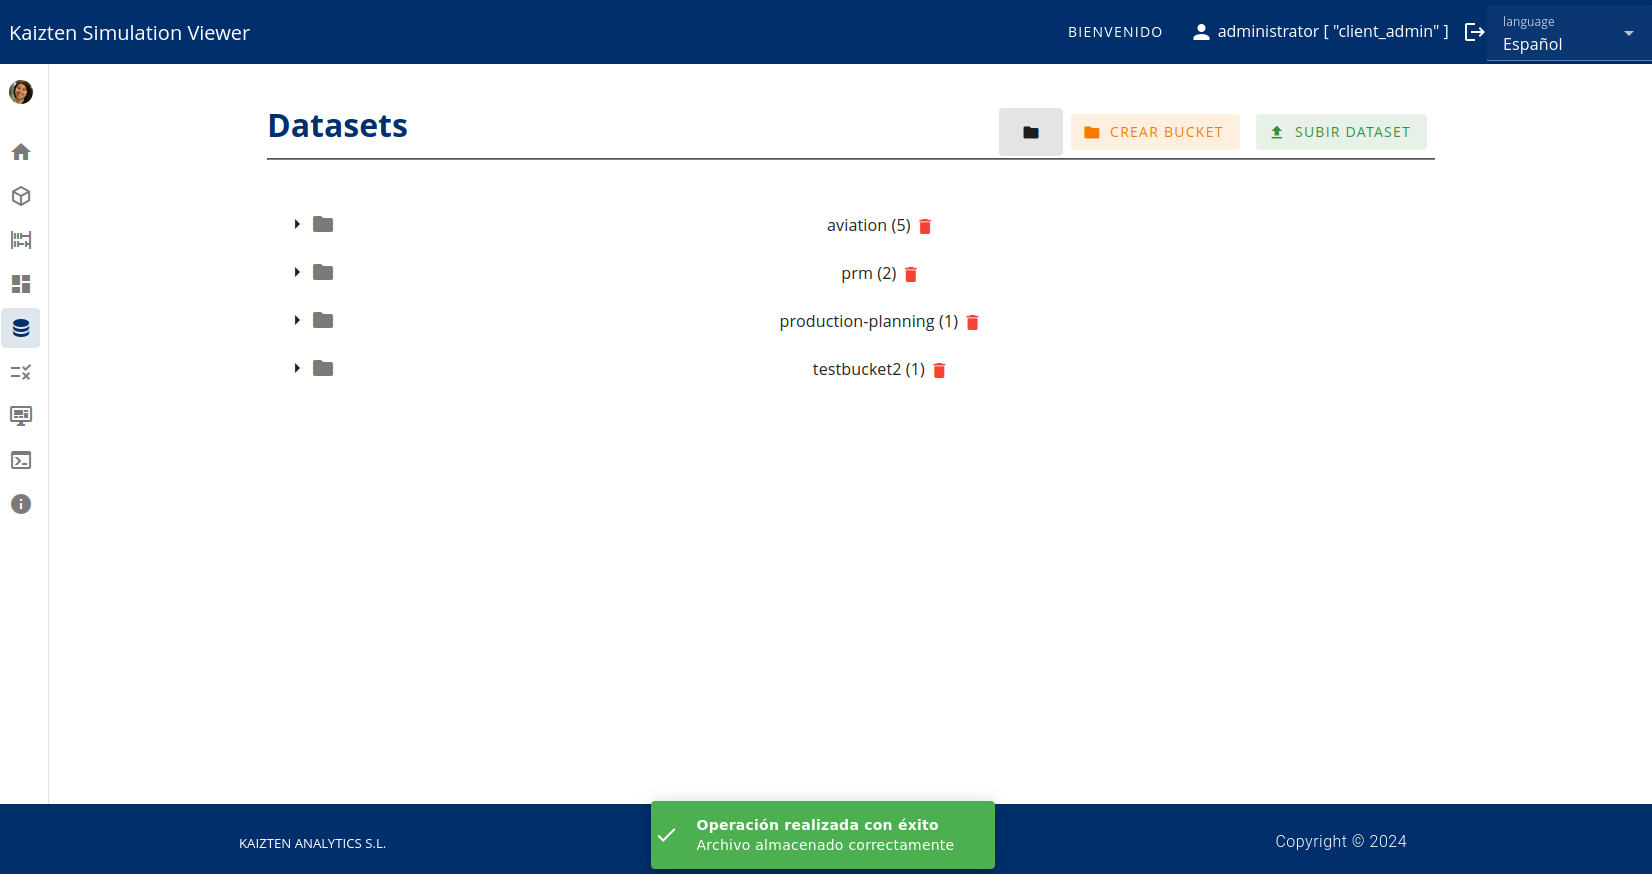 Kaizten Simulation Viewer
BIENVENIDO
administrator [ "client_admin" ]
language
Español
Datasets
CREAR BUCKET
SUBIR DATASET
aviation (5)
prm (2)
production-planning (1)
testbucket2 (1)
Operación realizada con éxito
Archivo almacenado correctamente
KAIZTEN ANALYTICS S.L.
Copyright © 2024